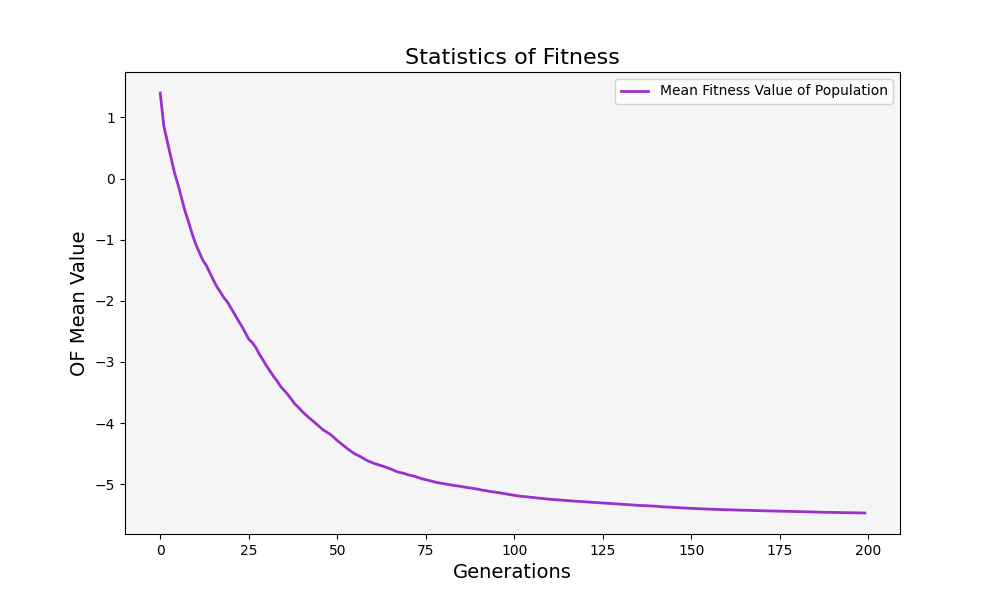 Statistics of Fitness
Mean Fitness Value of Population
OF Mean Value
1
0
−1
−2
−3
−4
−5
0 25 50 75 100 125 150 175 200
Generations